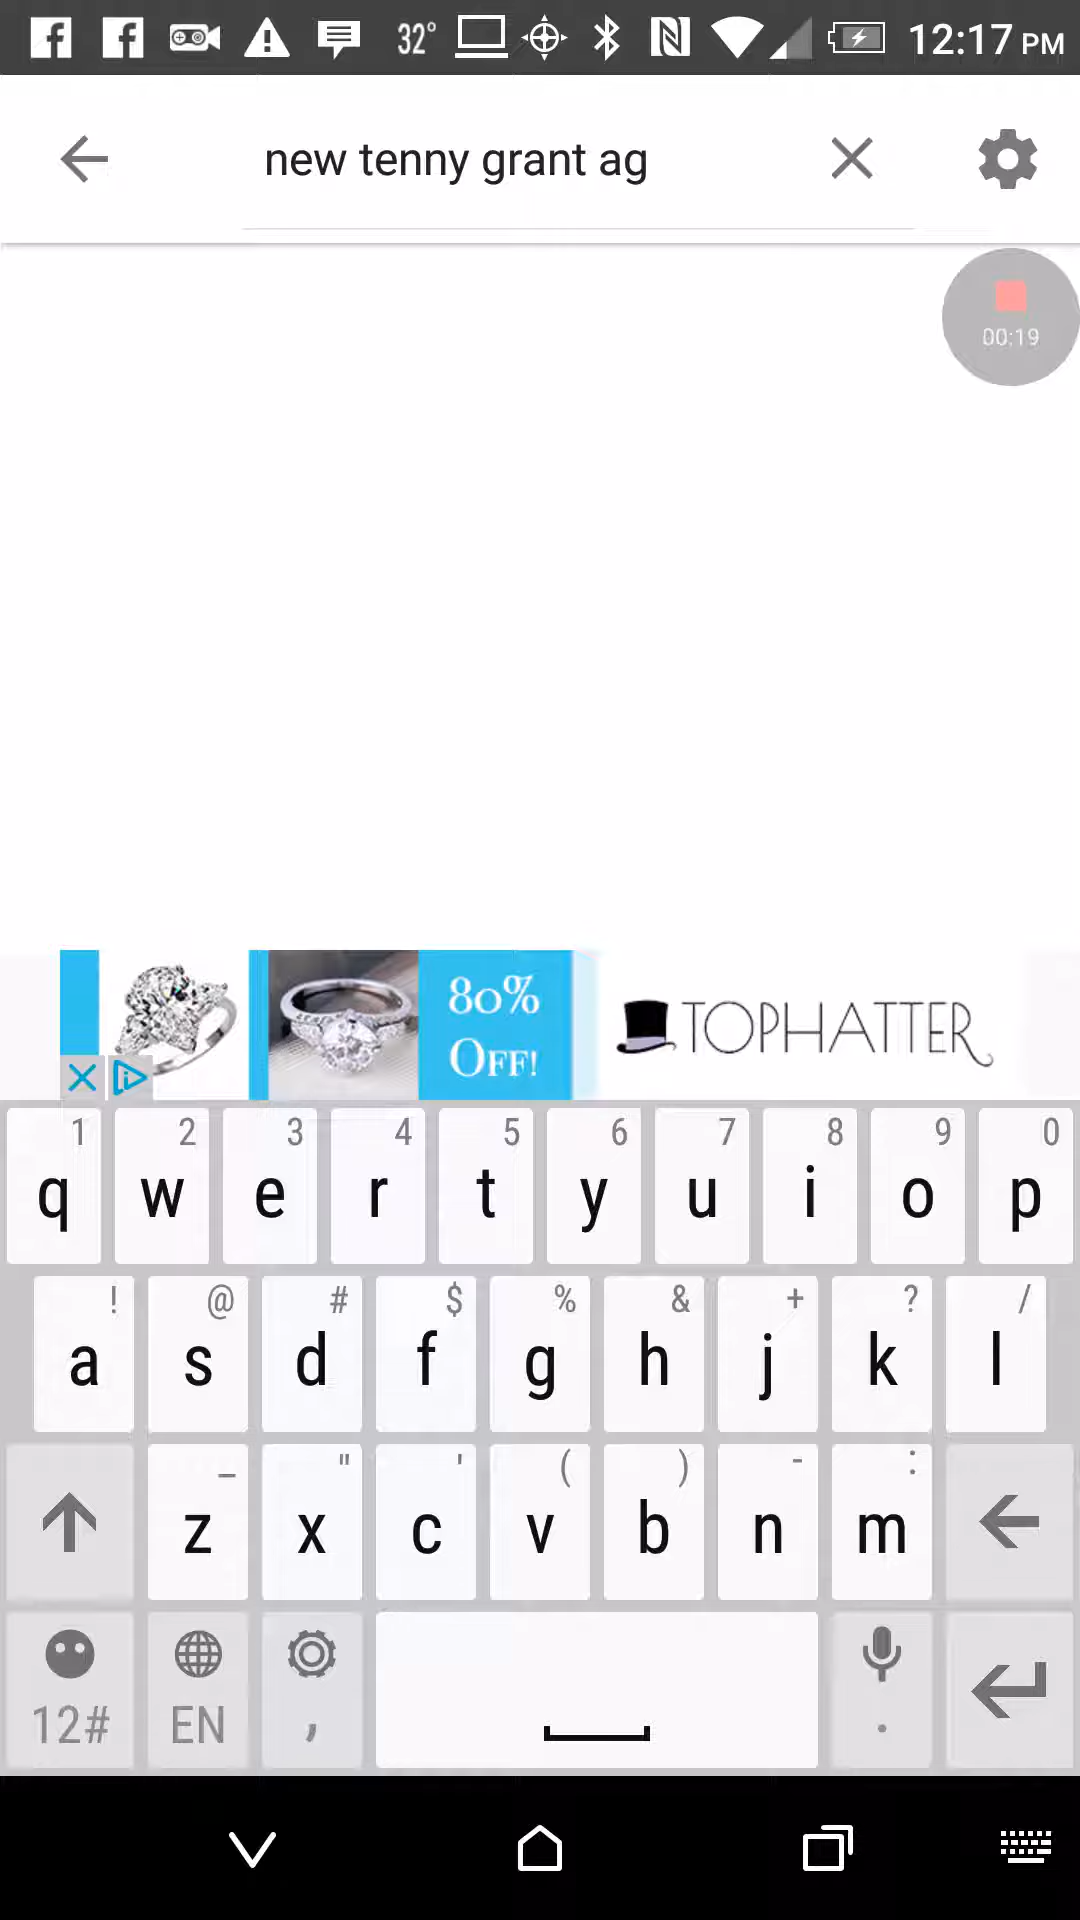 32° 12:17 PM
new tenny grant ag
00:19
80% OFF! TOPHATTER
1 2 3 4 5 6 7 8 9 0
q w e r t y u i o p
! @ # $ % & + ? /
a s d f g h j k l
_ " ' ( ) - :
z x c v b n m
12# EN , .